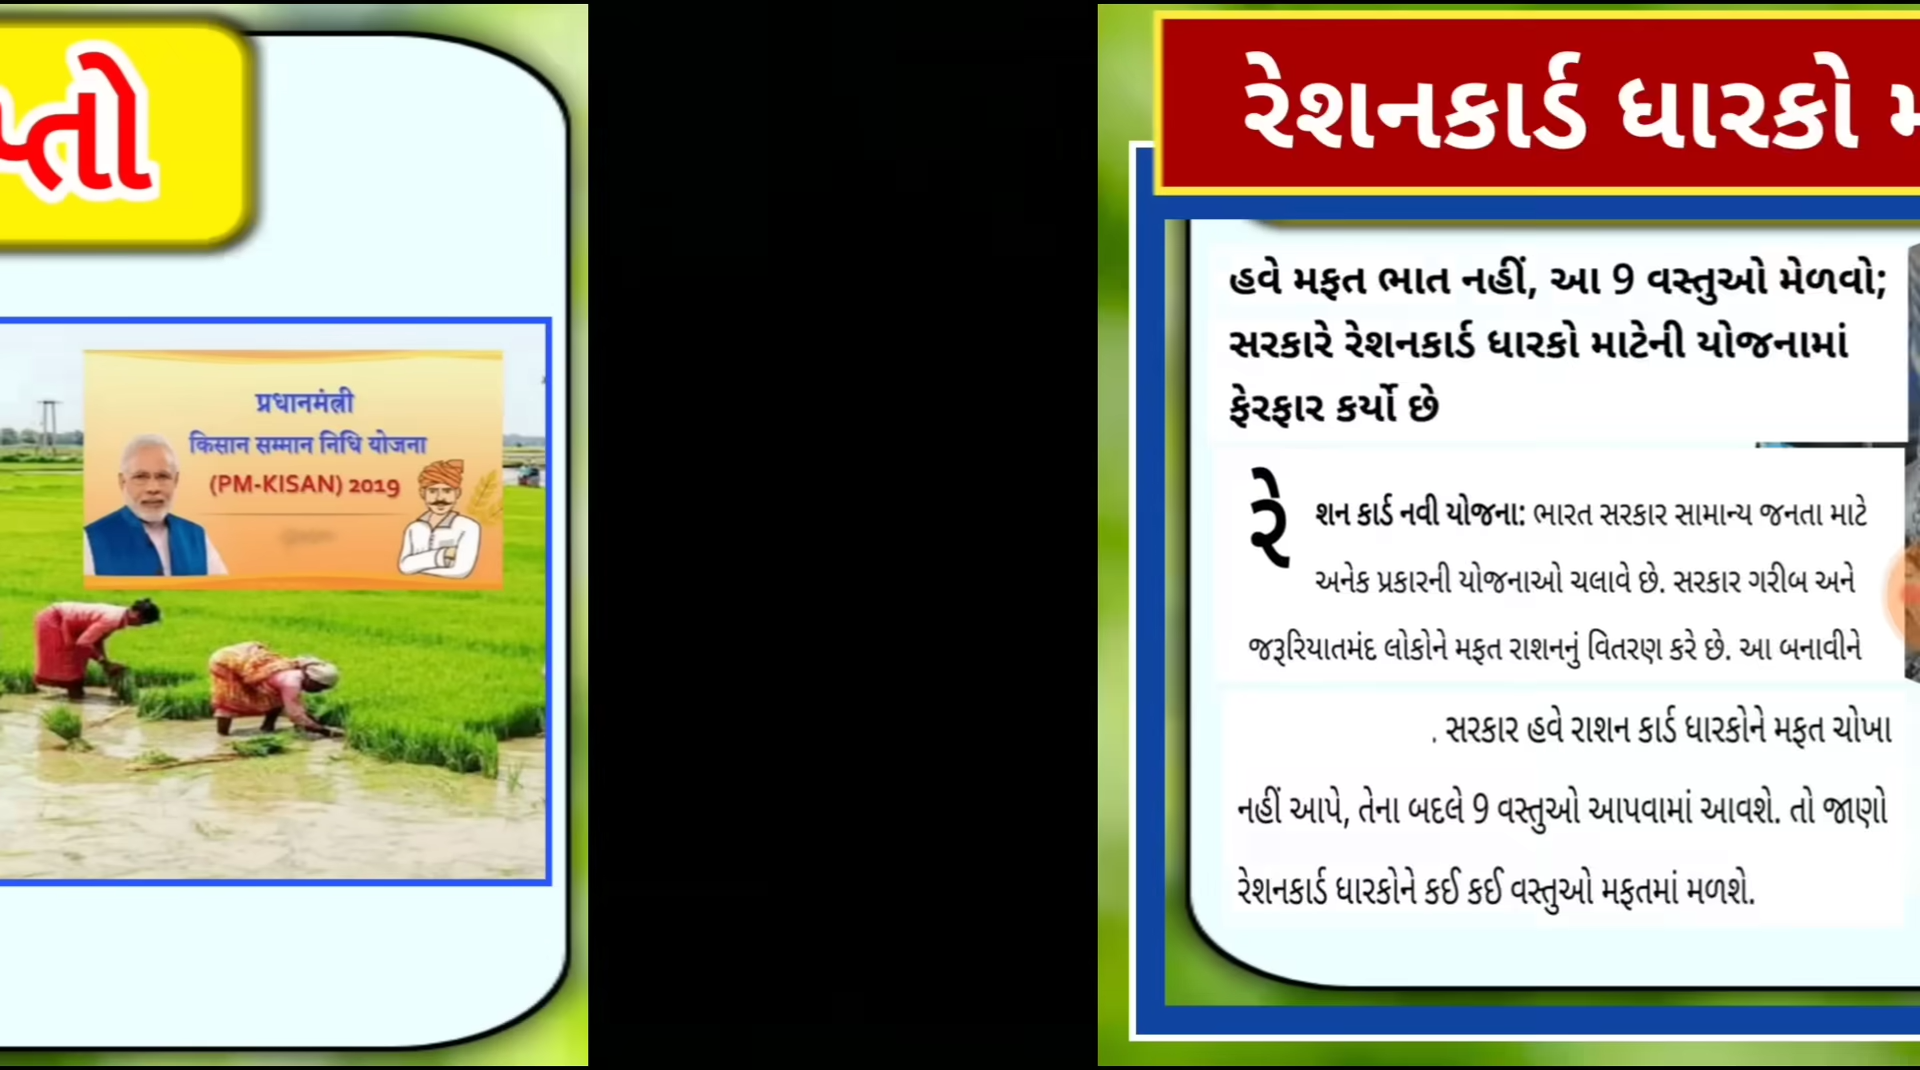 प्रधानमंत्री
किसान सम्मान निधि योजना
(PM-KISAN) 2019
રેશનકાર્ડ ધારકો
હવે મફત ભાત નહીં, આ 9 વસ્તુઓ મેળવો;
સરકારે રેશનકાર્ડ ધારકો માટેની યોજનામાં
ફેરફાર કર્યો છે
રેશન કાર્ડ નવી યોજના: ભારત સરકાર સામાન્ય જનતા માટે
અનેક પ્રકારની યોજનાઓ ચલાવે છે. સરકાર ગરીબ અને
જરૂરિયાતમંદ લોકોને મફત રાશનનું વિતરણ કરે છે. આ બનાવીને
. સરકાર હવે રાશન કાર્ડ ધારકોને મફત ચોખા
નહીં આપે, તેના બદલે 9 વસ્તુઓ આપવામાં આવશે. તો જાણો
રેશનકાર્ડ ધારકોને કઈ કઈ વસ્તુઓ મફતમાં મળશે.